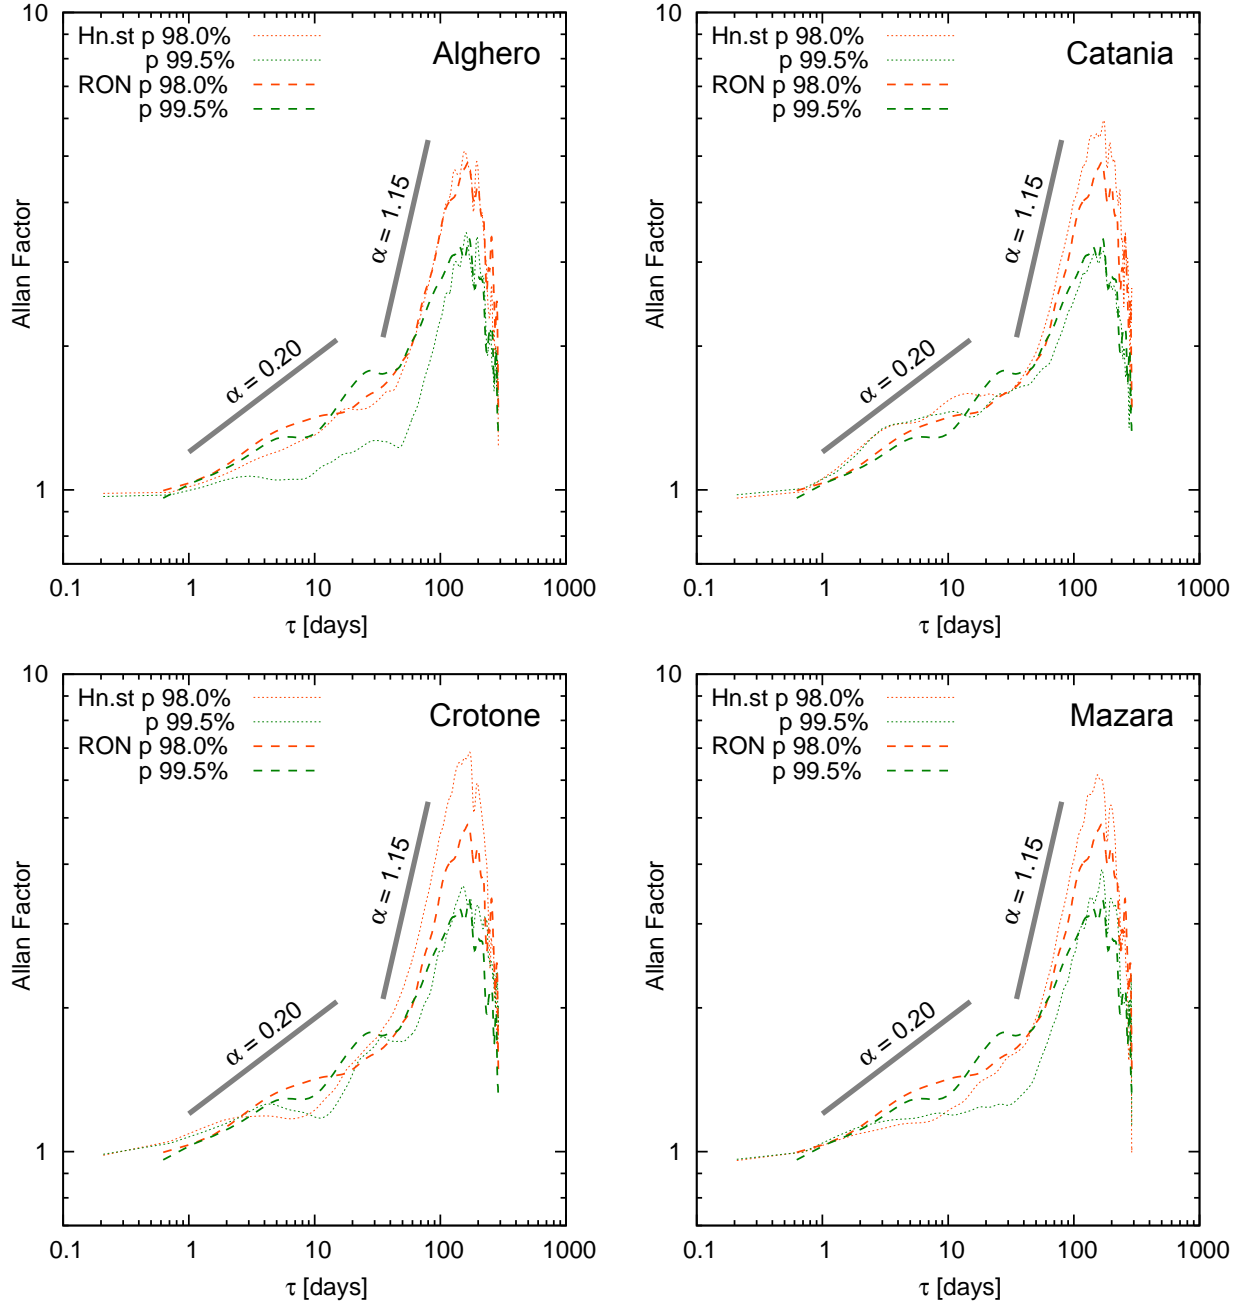 10
Hn.st p 98.0%
p 99.5%
RON p 98.0%
p 99.5%
Alghero
α = 1.15
α = 0.20
Allan Factor
1
0.1 1 10 100 1000
τ [days]
10
Hn.st p 98.0%
p 99.5%
RON p 98.0%
p 99.5%
Catania
α = 1.15
α = 0.20
Allan Factor
1
0.1 1 10 100 1000
τ [days]
10
Hn.st p 98.0%
p 99.5%
RON p 98.0%
p 99.5%
Crotone
α = 1.15
α = 0.20
Allan Factor
1
0.1 1 10 100 1000
τ [days]
10
Hn.st p 98.0%
p 99.5%
RON p 98.0%
p 99.5%
Mazara
α = 1.15
α = 0.20
Allan Factor
1
0.1 1 10 100 1000
τ [days]